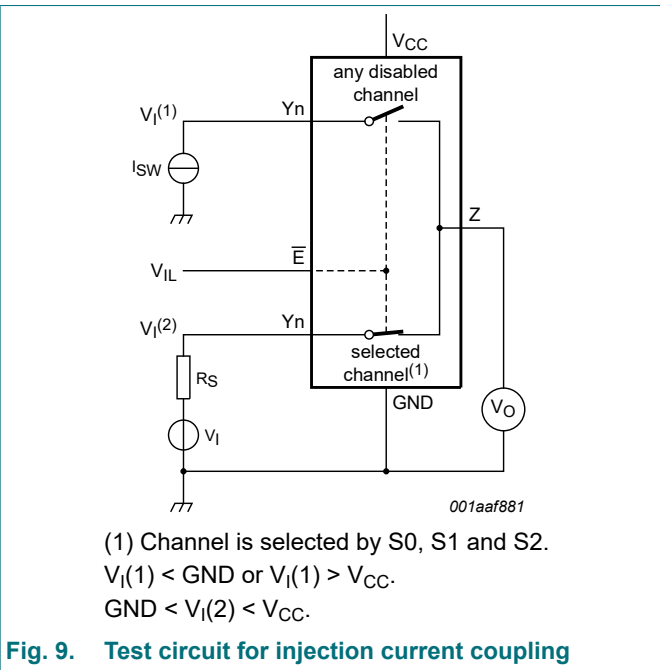 VCC
any disabled
channel
VI(1)
Yn
ISW
Z
E
VIL
VI(2)
Yn
selected
channel(1)
RS
GND
VO
VI
001aaf881
(1) Channel is selected by S0, S1 and S2.
VI(1) < GND or VI(1) > VCC.
GND < VI(2) < VCC.
Fig. 9. Test circuit for injection current coupling